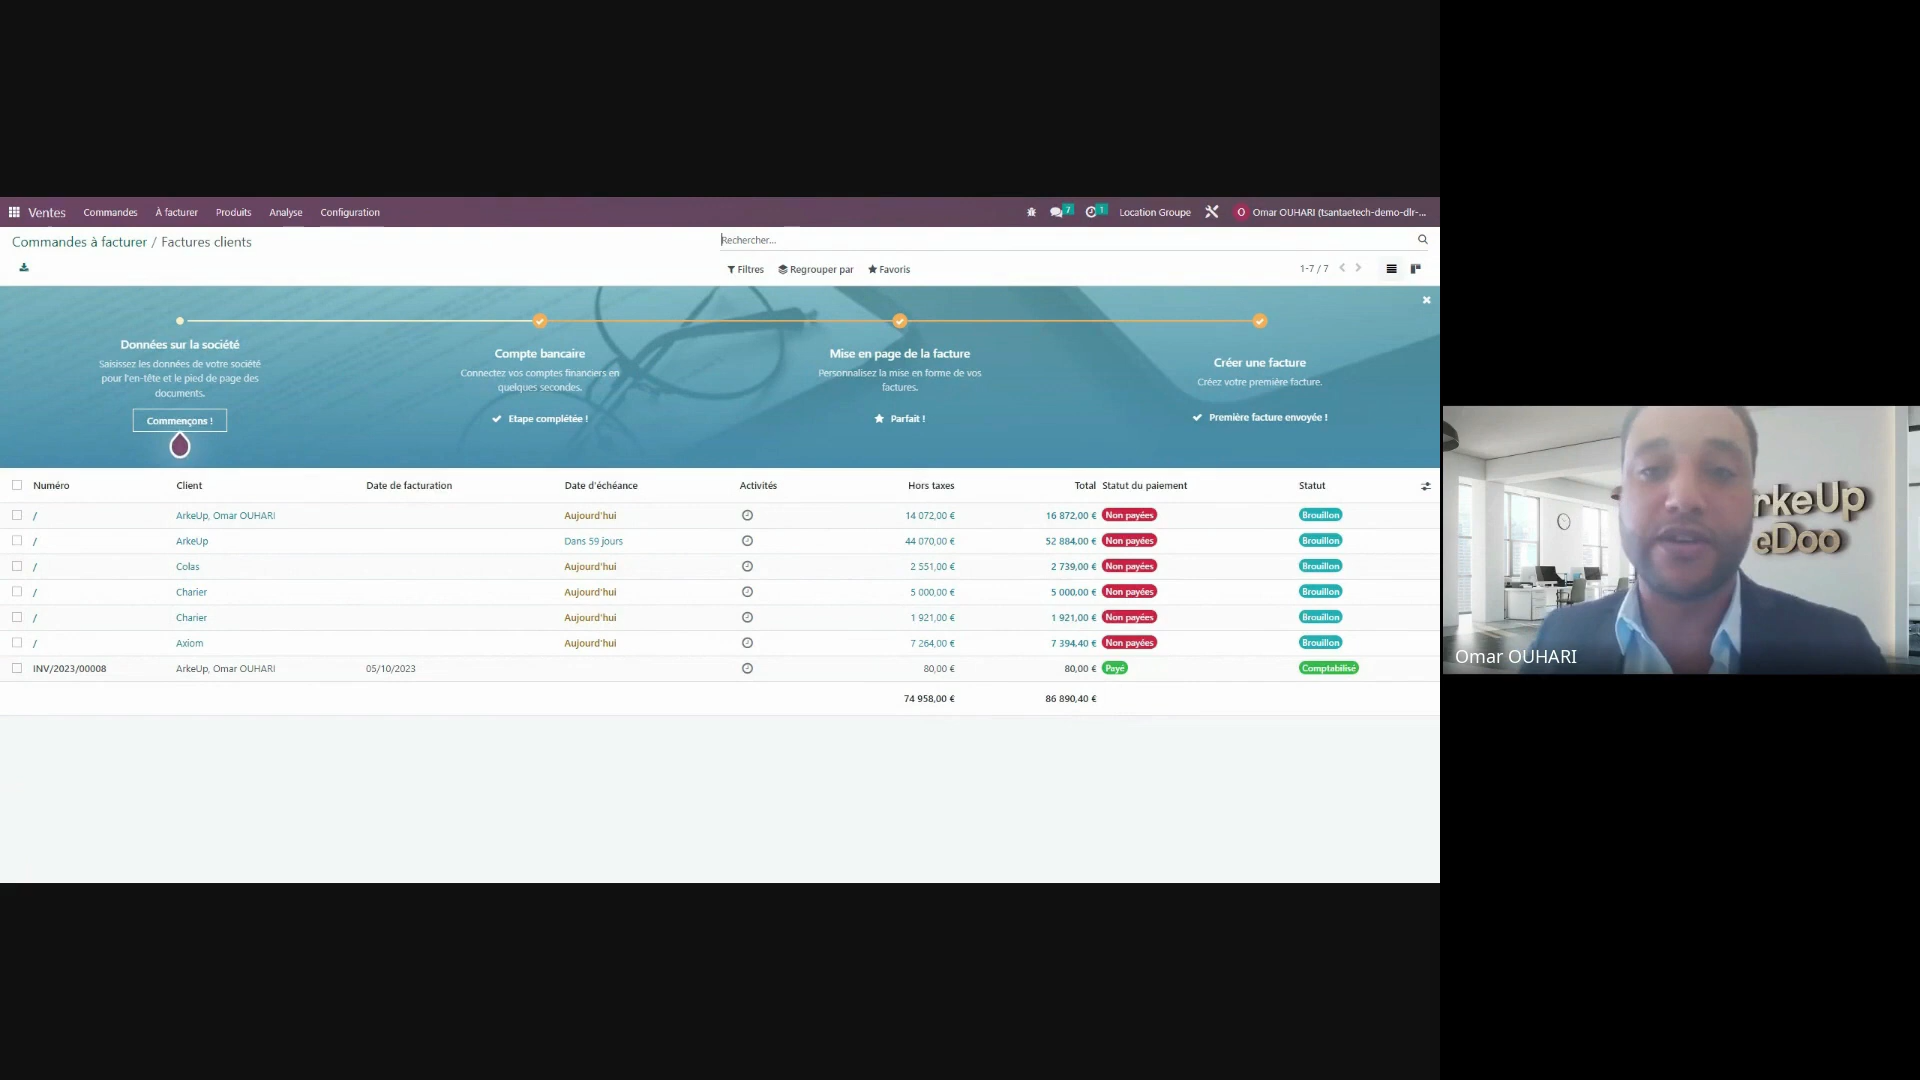 Ventes Commandes À facturer Produits Analyse Configuration 7 1 Location Groupe O Omar OUHARI (tsantaetech-demo-dlr-...
Commandes à facturer / Factures clients Rechercher...
Filtres Regrouper par Favoris 1-7 / 7
Données sur la société
Saisissez les données de votre société
pour l'en-tête et le pied de page des
documents.
Commençons !
Compte bancaire
Connectez vos comptes financiers en
quelques secondes.
Etape complétée !
Mise en page de la facture
Personnalisez la mise en forme de vos
factures.
Parfait !
Créer une facture
Créez votre première facture.
Première facture envoyée !
Numéro Client Date de facturation Date d'échéance Activités Hors taxes Total Statut du paiement Statut
/ ArkeUp, Omar OUHARI Aujourd'hui 14 072,00 € 16 872,00 € Non payées Brouillon
/ ArkeUp Dans 59 jours 44 070,00 € 52 884,00 € Non payées Brouillon
/ Colas Aujourd'hui 2 551,00 € 2 739,00 € Non payées Brouillon
/ Charier Aujourd'hui 5 000,00 € 5 000,00 € Non payées Brouillon
/ Charier Aujourd'hui 1 921,00 € 1 921,00 € Non payées Brouillon
/ Axiom Aujourd'hui 7 264,00 € 7 394,40 € Non payées Brouillon
INV/2023/00008 ArkeUp, Omar OUHARI 05/10/2023 80,00 € 80,00 € Payé Comptabilisé
74 958,00 € 86 890,40 €
rkeUp
eDoo
Omar OUHARI